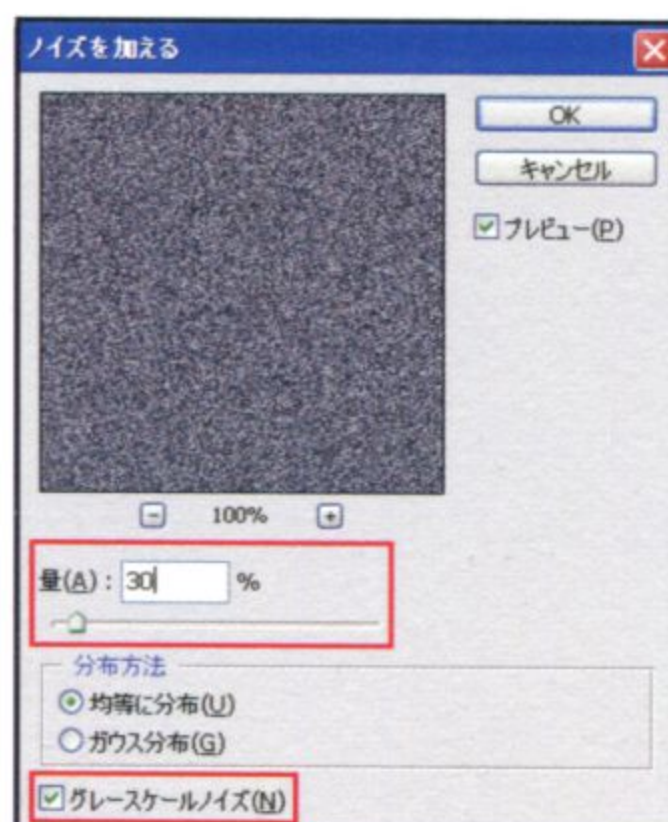 ノイズを加える
OK
キャンセル
プレビュー(P)
100%
量(A) : 30 %
分布方法
均等に分布(U)
ガウス分布(G)
グレースケールノイズ(N)